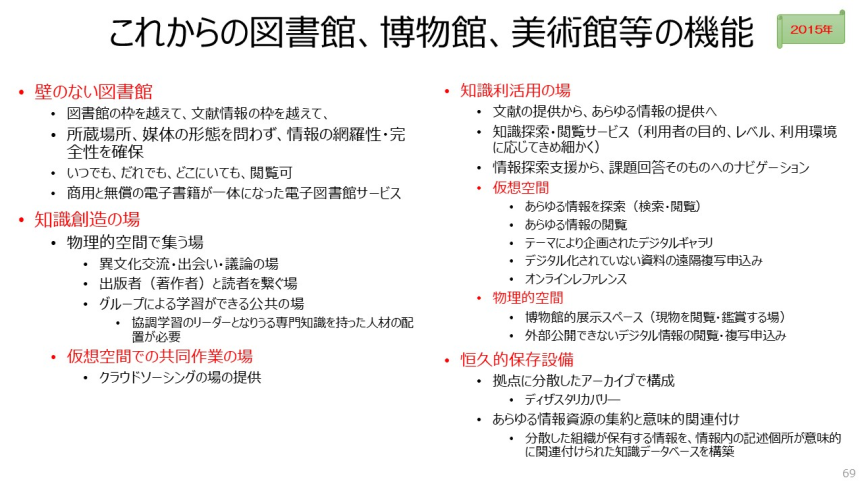 これからの図書館、博物館、美術館等の機能
2015年
• 壁のない図書館
• 図書館の枠を越えて、文献情報の枠を越えて、
• 所蔵場所、媒体の形態を問わず、情報の網羅性・完
全性を確保
• いつでも、だれでも、どこにいても、閲覧可
• 商用と無償の電子書籍が一体になった電子図書館サービス
• 知識創造の場
• 物理的空間で集う場
• 異文化交流・出会い・議論の場
• 出版者（著作者）と読者を繋ぐ場
• グループによる学習ができる公共の場
• 協調学習のリーダーとなりうる専門知識を持った人材の配
置が必要
• 仮想空間での共同作業の場
• クラウドソーシングの場の提供
• 知識利活用の場
• 文献の提供から、あらゆる情報の提供へ
• 知識探索・閲覧サービス（利用者の目的、レベル、利用環境
に応じてきめ細かく）
• 情報探索支援から、課題回答そのものへのナビゲーション
• 仮想空間
• あらゆる情報を探索（検索・閲覧）
• あらゆる情報の閲覧
• テーマにより企画されたデジタルギャラリ
• デジタル化されていない資料の遠隔複写申込み
• オンラインレファレンス
• 物理的空間
• 博物館的展示スペース（現物を閲覧・鑑賞する場）
• 外部公開できないデジタル情報の閲覧・複写申込み
• 恒久的保存設備
• 拠点に分散したアーカイブで構成
• ディザスタリカバリー
• あらゆる情報資源の集約と意味的関連付け
• 分散した組織が保有する情報を、情報内の記述個所が意味的
に関連付けられた知識データベースを構築
69